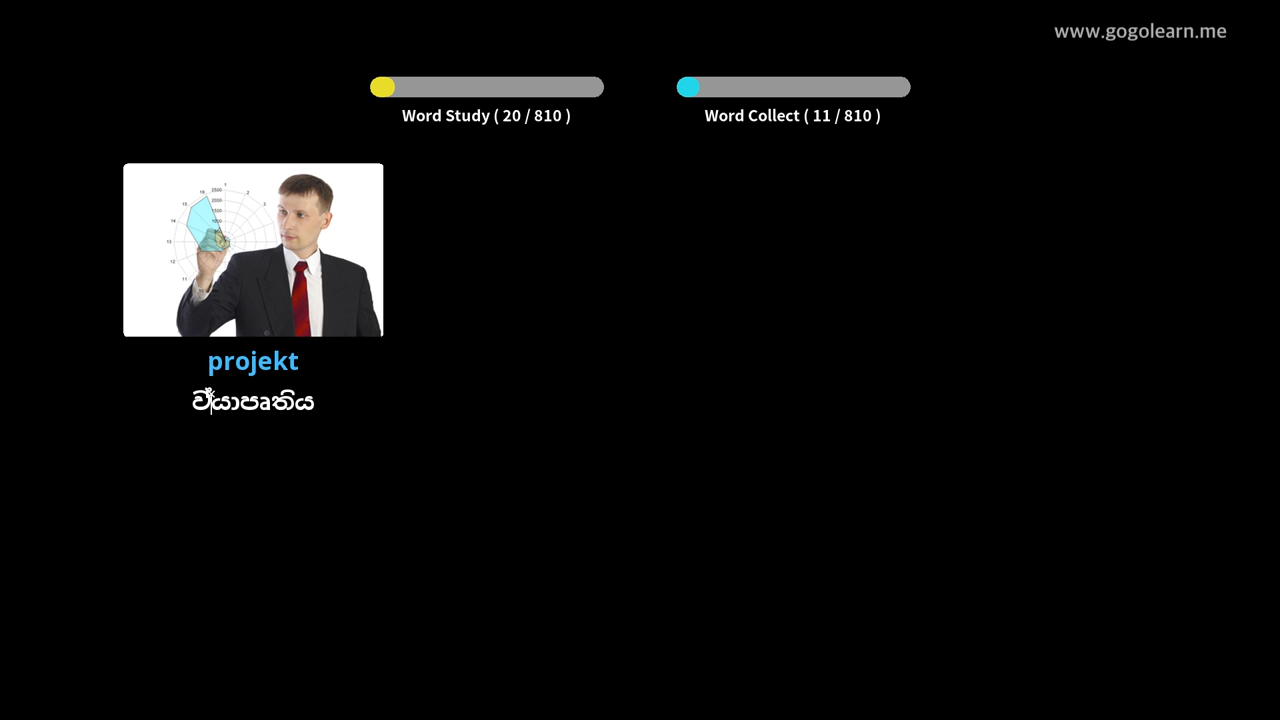 www.gogolearn.me
Word Study ( 20 / 810 )
Word Collect ( 11 / 810 )
projekt
ව්‍යාපෘතිය